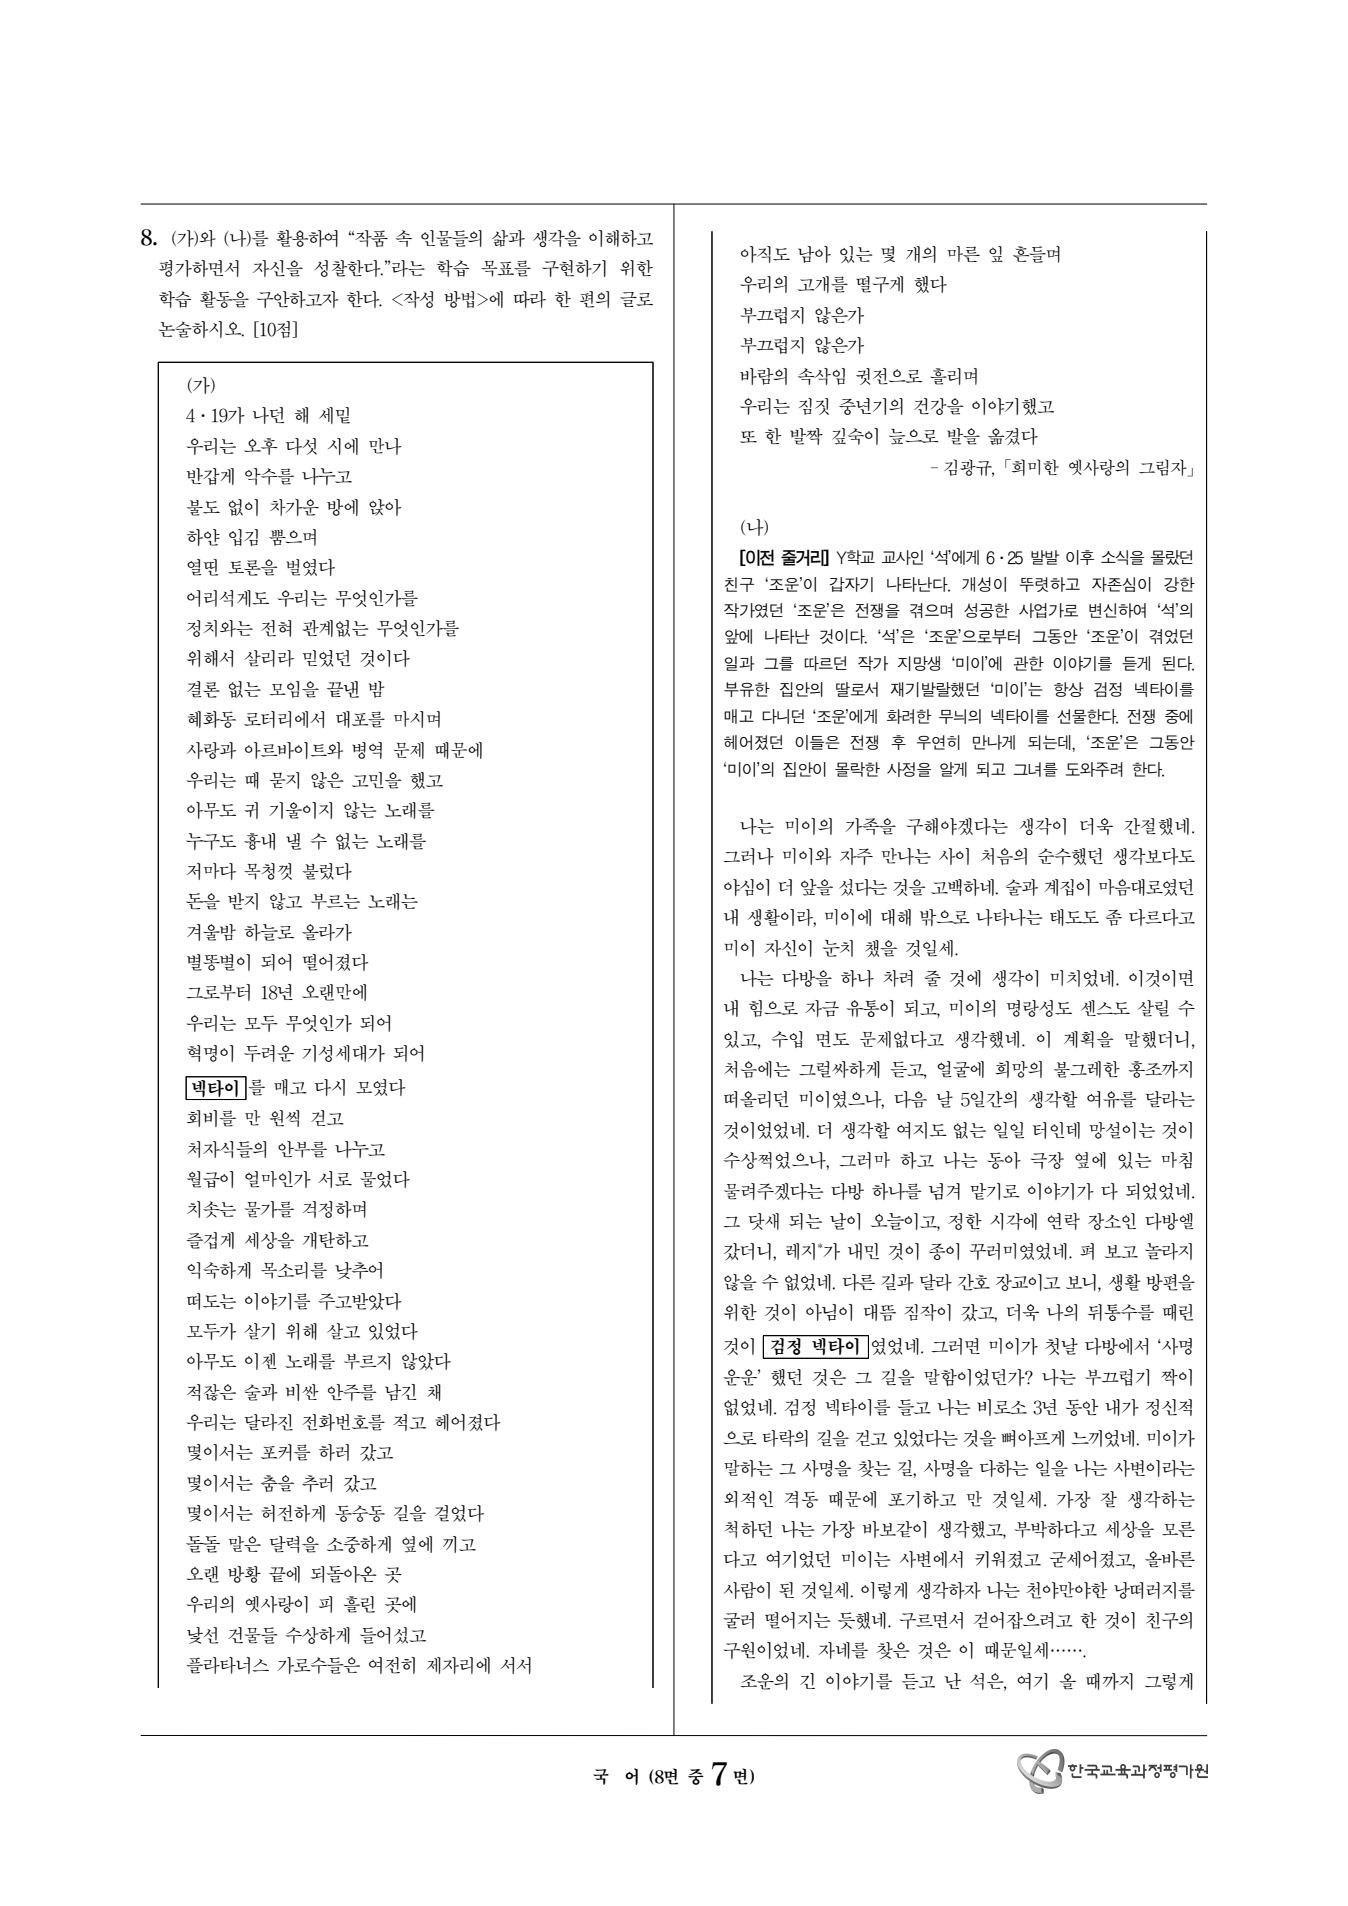 8. (가)와 (나)를 활용하여 “작품 속 인물들의 삶과 생각을 이해하고
평가하면서 자신을 성찰한다.”라는 학습 목표를 구현하기 위한
학습 활동을 구안하고자 한다. <작성 방법>에 따라 한 편의 글로
논술하시오. [10점]
(가)
4・19가 나던 해 세밑
우리는 오후 다섯 시에 만나
반갑게 악수를 나누고
불도 없이 차가운 방에 앉아
하얀 입김 뿜으며
열띤 토론을 벌였다
어리석게도 우리는 무엇인가를
정치와는 전혀 관계없는 무엇인가를
위해서 살리라 믿었던 것이다
결론 없는 모임을 끝낸 밤
혜화동 로터리에서 대포를 마시며
사랑과 아르바이트와 병역 문제 때문에
우리는 때 묻지 않은 고민을 했고
아무도 귀 기울이지 않는 노래를
누구도 흉내 낼 수 없는 노래를
저마다 목청껏 불렀다
돈을 받지 않고 부르는 노래는
겨울밤 하늘로 올라가
별똥별이 되어 떨어졌다
그로부터 18년 오랜만에
우리는 모두 무엇인가 되어
혁명이 두려운 기성세대가 되어
넥타이를 매고 다시 모였다
회비를 만 원씩 걷고
처자식들의 안부를 나누고
월급이 얼마인가 서로 물었다
치솟는 물가를 걱정하며
즐겁게 세상을 개탄하고
익숙하게 목소리를 낮추어
떠도는 이야기를 주고받았다
모두가 살기 위해 살고 있었다
아무도 이젠 노래를 부르지 않았다
적잖은 술과 비싼 안주를 남긴 채
우리는 달라진 전화번호를 적고 헤어졌다
몇이서는 포커를 하러 갔고
몇이서는 춤을 추러 갔고
몇이서는 허전하게 동숭동 길을 걸었다
돌돌 말은 달력을 소중하게 옆에 끼고
오랜 방황 끝에 되돌아온 곳
우리의 옛사랑이 피 흘린 곳에
낯선 건물들 수상하게 들어섰고
플라타너스 가로수들은 여전히 제자리에 서서
아직도 남아 있는 몇 개의 마른 잎 흔들며
우리의 고개를 떨구게 했다
부끄럽지 않은가
부끄럽지 않은가
바람의 속삭임 귓전으로 흘리며
우리는 짐짓 중년기의 건강을 이야기했고
또 한 발짝 깊숙이 늪으로 발을 옮겼다
- 김광규, 「희미한 옛사랑의 그림자」
(나)
[이전 줄거리] Y학교 교사인 ‘석’에게 6・25 발발 이후 소식을 몰랐던
친구 ‘조운’이 갑자기 나타난다. 개성이 뚜렷하고 자존심이 강한
작가였던 ‘조운’은 전쟁을 겪으며 성공한 사업가로 변신하여 ‘석’의
앞에 나타난 것이다. ‘석’은 ‘조운’으로부터 그동안 ‘조운’이 겪었던
일과 그를 따르던 작가 지망생 ‘미이’에 관한 이야기를 듣게 된다.
부유한 집안의 딸로서 재기발랄했던 ‘미이’는 항상 검정 넥타이를
매고 다니던 ‘조운’에게 화려한 무늬의 넥타이를 선물한다. 전쟁 중에
헤어졌던 이들은 전쟁 후 우연히 만나게 되는데, ‘조운’은 그동안
‘미이’의 집안이 몰락한 사정을 알게 되고 그녀를 도와주려 한다.
나는 미이의 가족을 구해야겠다는 생각이 더욱 간절했네.
그러나 미이와 자주 만나는 사이 처음의 순수했던 생각보다도
야심이 더 앞을 섰다는 것을 고백하네. 술과 계집이 마음대로였던
내 생활이라, 미이에 대해 밖으로 나타나는 태도도 좀 다르다고
미이 자신이 눈치 챘을 것일세.
나는 다방을 하나 차려 줄 것에 생각이 미치었네. 이것이면
내 힘으로 자금 유통이 되고, 미이의 명랑성도 센스도 살릴 수
있고, 수입 면도 문제없다고 생각했네. 이 계획을 말했더니,
처음에는 그럴싸하게 듣고, 얼굴에 희망의 불그레한 홍조까지
떠올리던 미이였으나, 다음 날 5일간의 생각할 여유를 달라는
것이었었네. 더 생각할 여지도 없는 일일 터인데 망설이는 것이
수상쩍었으나, 그러마 하고 나는 동아 극장 옆에 있는 마침
물려주겠다는 다방 하나를 넘겨 맡기로 이야기가 다 되었었네.
그 닷새 되는 날이 오늘이고, 정한 시각에 연락 장소인 다방엘
갔더니, 레지*가 내민 것이 종이 꾸러미였었네. 펴 보고 놀라지
않을 수 없었네. 다른 길과 달라 간호 장교이고 보니, 생활 방편을
위한 것이 아님이 대뜸 짐작이 갔고, 더욱 나의 뒤통수를 때린
것이 검정 넥타이였었네. 그러면 미이가 첫날 다방에서 ‘사명
운운’ 했던 것은 그 길을 말함이었던가? 나는 부끄럽기 짝이
없었네. 검정 넥타이를 들고 나는 비로소 3년 동안 내가 정신적
으로 타락의 길을 걷고 있었다는 것을 뼈아프게 느끼었네. 미이가
말하는 그 사명을 찾는 길, 사명을 다하는 일을 나는 사변이라는
외적인 격동 때문에 포기하고 만 것일세. 가장 잘 생각하는
척하던 나는 가장 바보같이 생각했고, 부박하다고 세상을 모른
다고 여기었던 미이는 사변에서 키워졌고 굳세어졌고, 올바른
사람이 된 것일세. 이렇게 생각하자 나는 천야만야한 낭떠러지를
굴러 떨어지는 듯했네. 구르면서 걷어잡으려고 한 것이 친구의
구원이었네. 자네를 찾은 것은 이 때문일세…….
조운의 긴 이야기를 듣고 난 석은, 여기 올 때까지 그렇게
국 어 (8면 중 7 면)
한국교육과정평가원